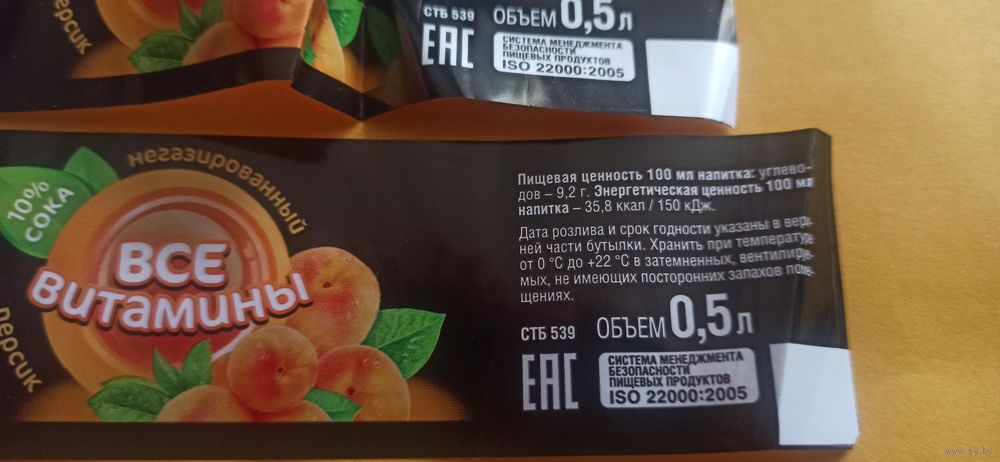 персик
СТБ 539
ОБЪЕМ 0,5 л
EAC
СИСТЕМА МЕНЕДЖМЕНТА
БЕЗОПАСНОСТИ
ПИЩЕВЫХ ПРОДУКТОВ
ISO 22000:2005
негазированный
10%
СОКА
ВСЕ
ВИТАМИНЫ
персик
Пищевая ценность 100 мл напитка: углево-
дов – 9,2 г. Энергетическая ценность 100 мл
напитка – 35,8 ккал / 150 кДж.
Дата розлива и срок годности указаны в верх-
ней части бутылки. Хранить при температуре
от 0 °С до +22 °С в затемненных, вентилируе-
мых, не имеющих посторонних запахов поме-
щениях.
СТБ 539
ОБЪЕМ 0,5 л
EAC
СИСТЕМА МЕНЕДЖМЕНТА
БЕЗОПАСНОСТИ
ПИЩЕВЫХ ПРОДУКТОВ
ISO 22000:2005
www.ay.by